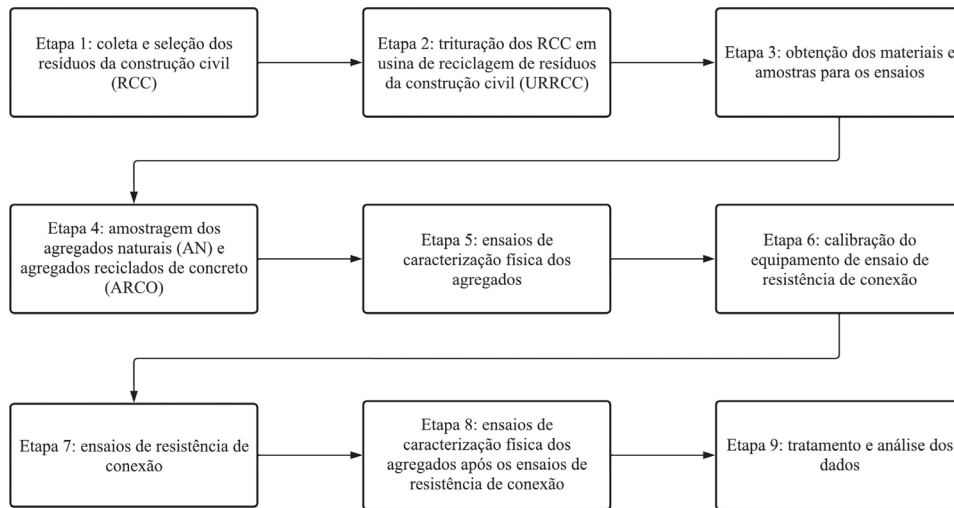 Etapa 1: coleta e seleção dos
resíduos da construção civil
(RCC)
Etapa 2: trituração dos RCC em
usina de reciclagem de resíduos
da construção civil (URRCC)
Etapa 3: obtenção dos materiais e
amostras para os ensaios
Etapa 4: amostragem dos
agregados naturais (AN) e
agregados reciclados de concreto
(ARCO)
Etapa 5: ensaios de
caracterização física dos
agregados
Etapa 6: calibração do
equipamento de ensaio de
resistência de conexão
Etapa 7: ensaios de resistência de
conexão
Etapa 8: ensaios de
caracterização física dos
agregados após os ensaios de
resistência de conexão
Etapa 9: tratamento e análise dos
dados